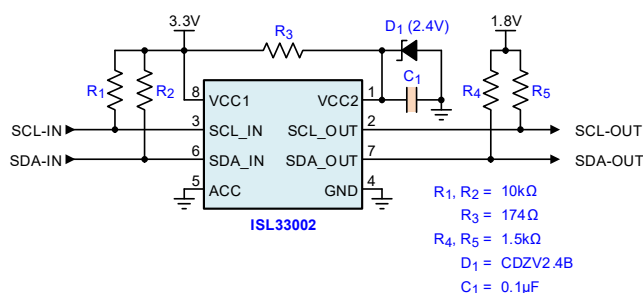 3.3V
R3
D1 (2.4V)
1.8V
R1
R2
C1
R4
R5
8
VCC1
VCC2
1
SCL-IN
3
SCL_IN
SCL_OUT
2
SCL-OUT
SDA-IN
6
SDA_IN
SDA_OUT
7
SDA-OUT
5
ACC
GND
4
ISL33002
R1, R2 = 10kΩ
R3 = 174Ω
R4, R5 = 1.5kΩ
D1 = CDZV2.4B
C1 = 0.1µF